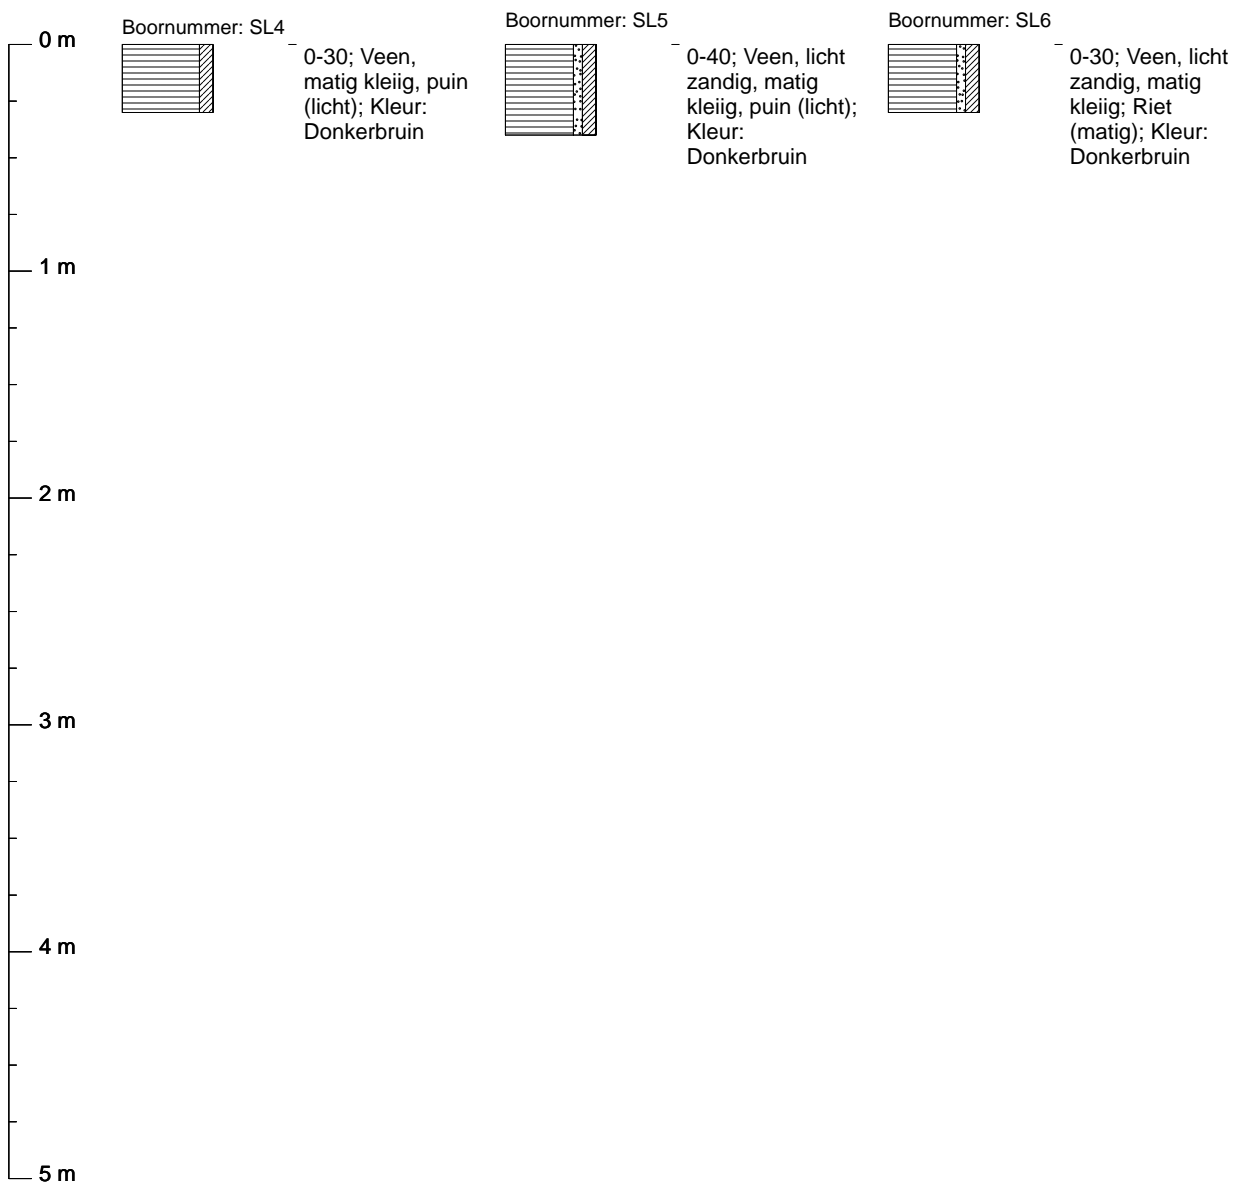 Boornummer: SL4
0-30; Veen,
matig kleiig, puin
(licht); Kleur:
Donkerbruin
Boornummer: SL5
0-40; Veen, licht
zandig, matig
kleiig, puin (licht);
Kleur:
Donkerbruin
Boornummer: SL6
0-30; Veen, licht
zandig, matig
kleiig; Riet
(matig); Kleur:
Donkerbruin
0 m
1 m
2 m
3 m
4 m
5 m